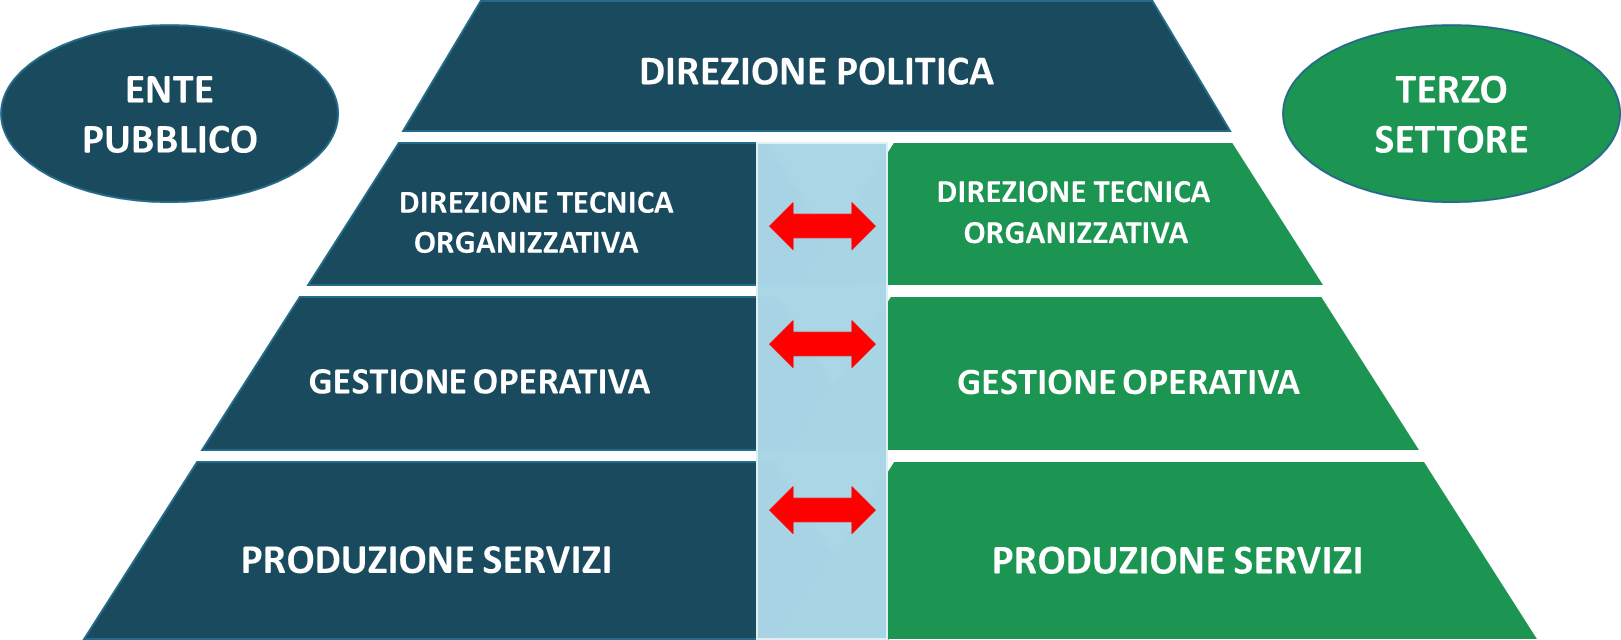 ENTE
PUBBLICO
DIREZIONE POLITICA
TERZO
SETTORE
DIREZIONE TECNICA
ORGANIZZATIVA
DIREZIONE TECNICA
ORGANIZZATIVA
GESTIONE OPERATIVA
GESTIONE OPERATIVA
PRODUZIONE SERVIZI
PRODUZIONE SERVIZI